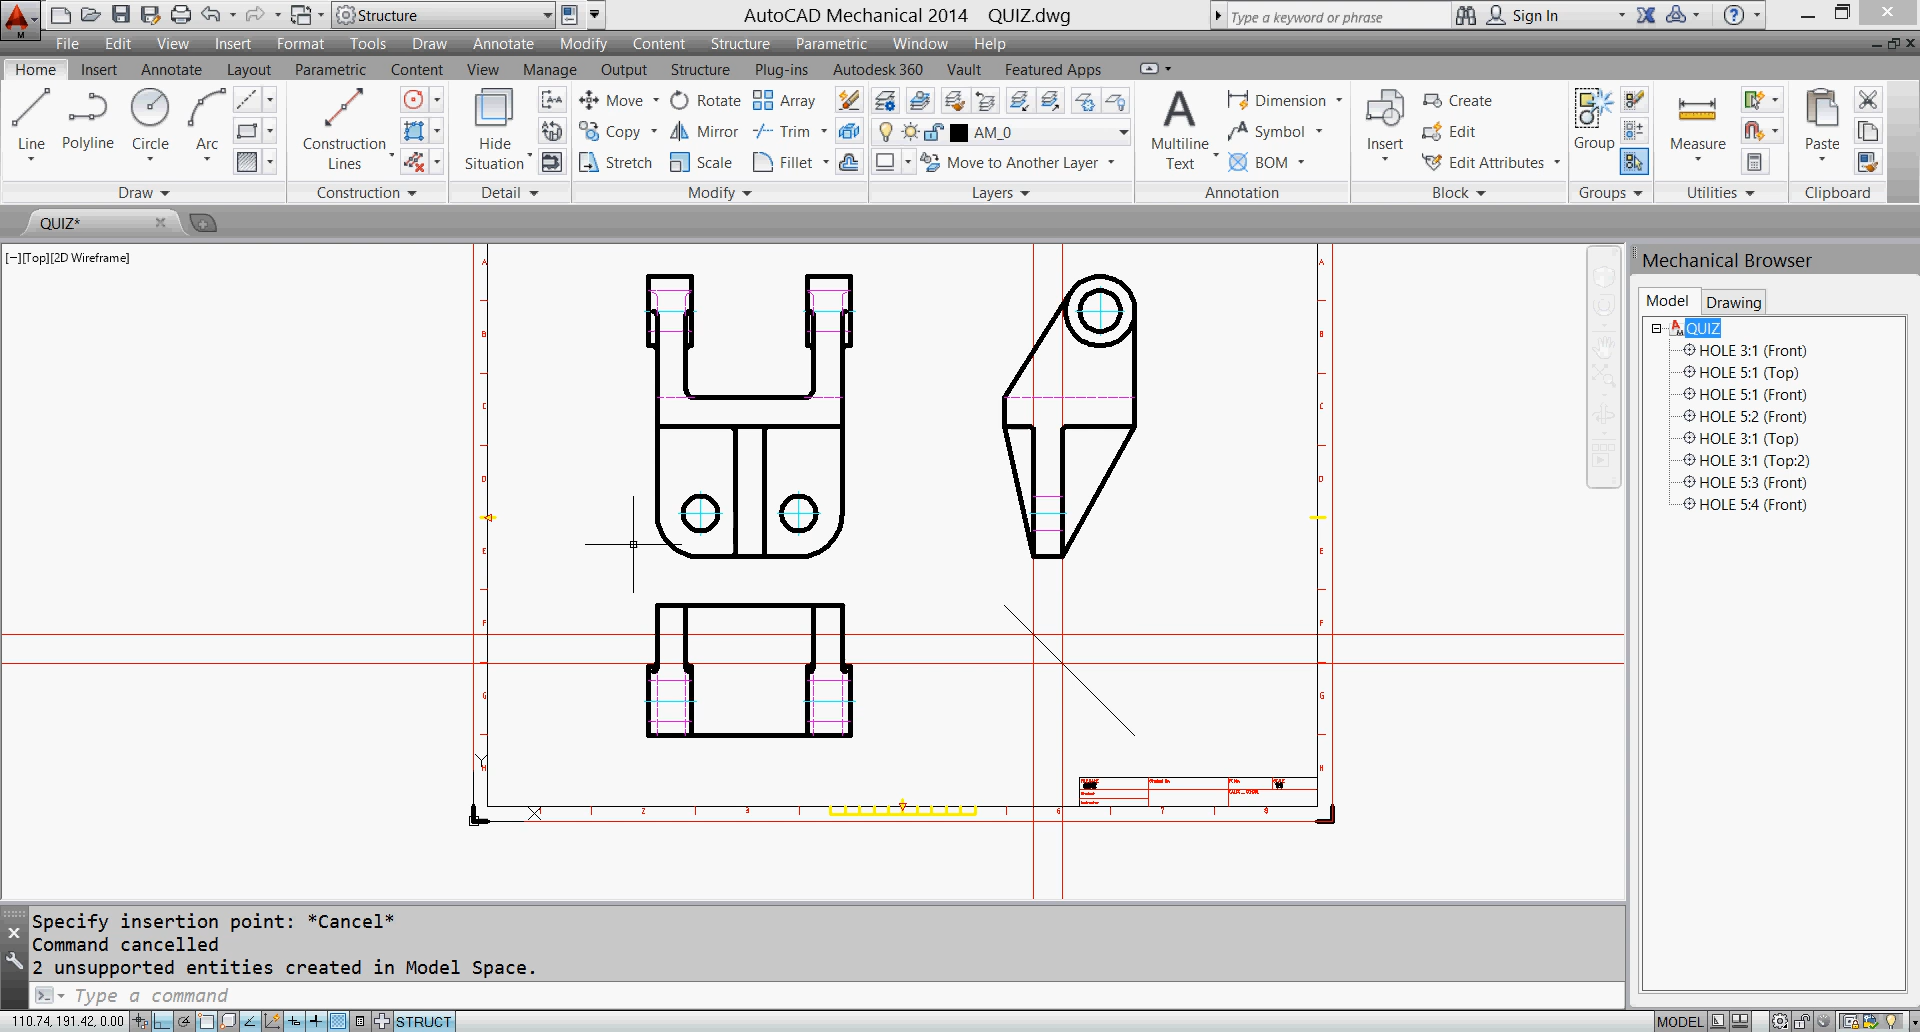 Structure
AutoCAD Mechanical 2014 QUIZ.dwg
Type a keyword or phrase
Sign In
File Edit View Insert Format Tools Draw Annotate Modify Content Structure Parametric Window Help
Home Insert Annotate Layout Parametric Content View Manage Output Structure Plug-ins Autodesk 360 Vault Featured Apps
Line
Polyline
Circle
Arc
Draw
Construction
Lines
Construction
Hide
Situation
Detail
Move Rotate Array
Copy Mirror Trim
Stretch Scale Fillet
Modify
AM_0
Move to Another Layer
Layers
Multiline
Text
Dimension
Symbol
BOM
Annotation
Insert
Create
Edit
Edit Attributes
Block
Group
Groups
Measure
Utilities
Paste
Clipboard
QUIZ*
[−][Top][2D Wireframe]
A A
B B
C C
D D
E E
F F
G G
H H
Y
X
2 3 6 7 8
Mechanical Browser
Model Drawing
QUIZ
HOLE 3:1 (Front)
HOLE 5:1 (Top)
HOLE 5:1 (Front)
HOLE 5:2 (Front)
HOLE 3:1 (Top)
HOLE 3:1 (Top:2)
HOLE 5:3 (Front)
HOLE 5:4 (Front)
Specify insertion point: *Cancel*
Command cancelled
2 unsupported entities created in Model Space.
Type a command
110.74, 191.42, 0.00
STRUCT
MODEL